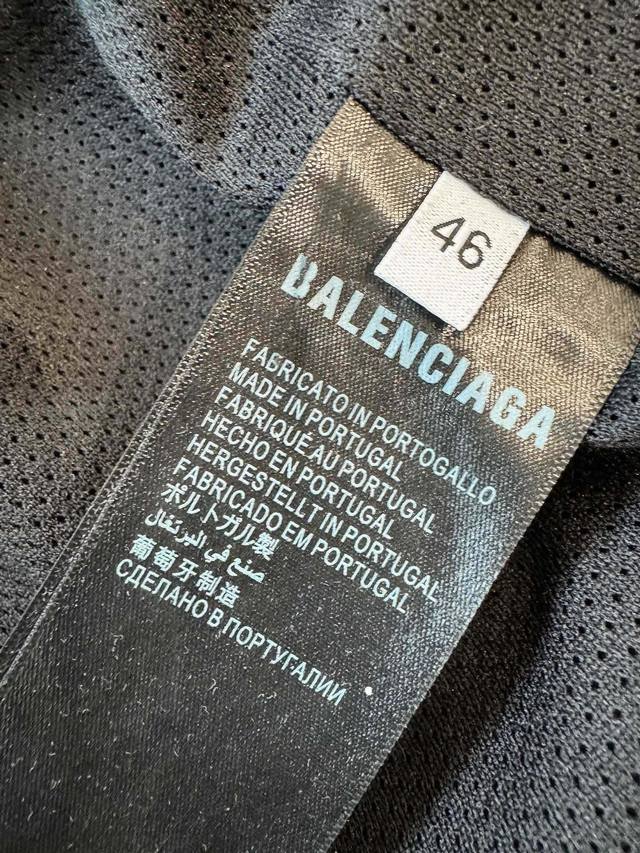 46
BALENCIAGA
FABRICATO IN PORTOGALLO
MADE IN PORTUGAL
FABRIQUÉ AU PORTUGAL
HECHO EN PORTUGAL
HERGESTELLT IN PORTUGAL
FABRICADO EM PORTUGAL
ポルトガル製
صنع في البرتغال
葡萄牙制造
СДЕЛАНО В ПОРТУГАЛИИ